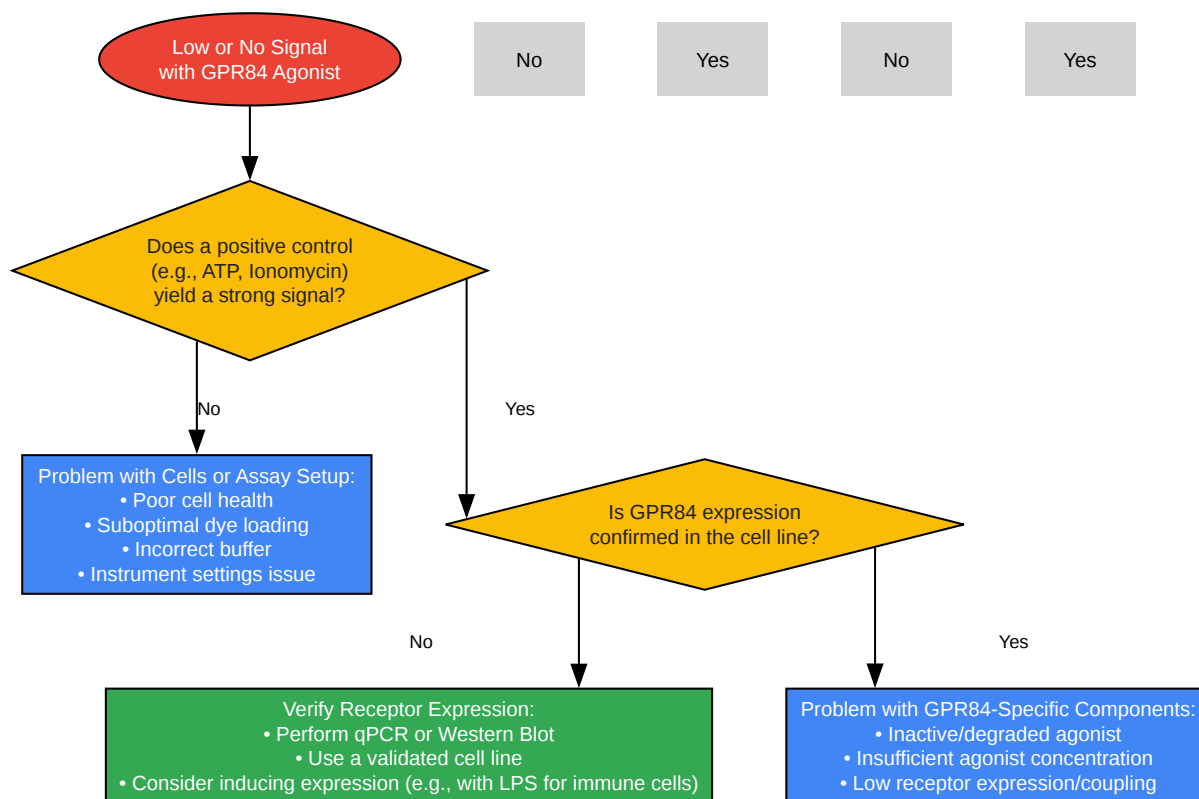 Low or No Signal
with GPR84 Agonist
No
Yes
No
Yes
Does a positive control
(e.g., ATP, Ionomycin)
yield a strong signal?
No
Yes
Problem with Cells or Assay Setup:
• Poor cell health
• Suboptimal dye loading
• Incorrect buffer
• Instrument settings issue
Is GPR84 expression
confirmed in the cell line?
No
Yes
Verify Receptor Expression:
• Perform qPCR or Western Blot
• Use a validated cell line
• Consider inducing expression (e.g., with LPS for immune cells)
Problem with GPR84-Specific Components:
• Inactive/degraded agonist
• Insufficient agonist concentration
• Low receptor expression/coupling